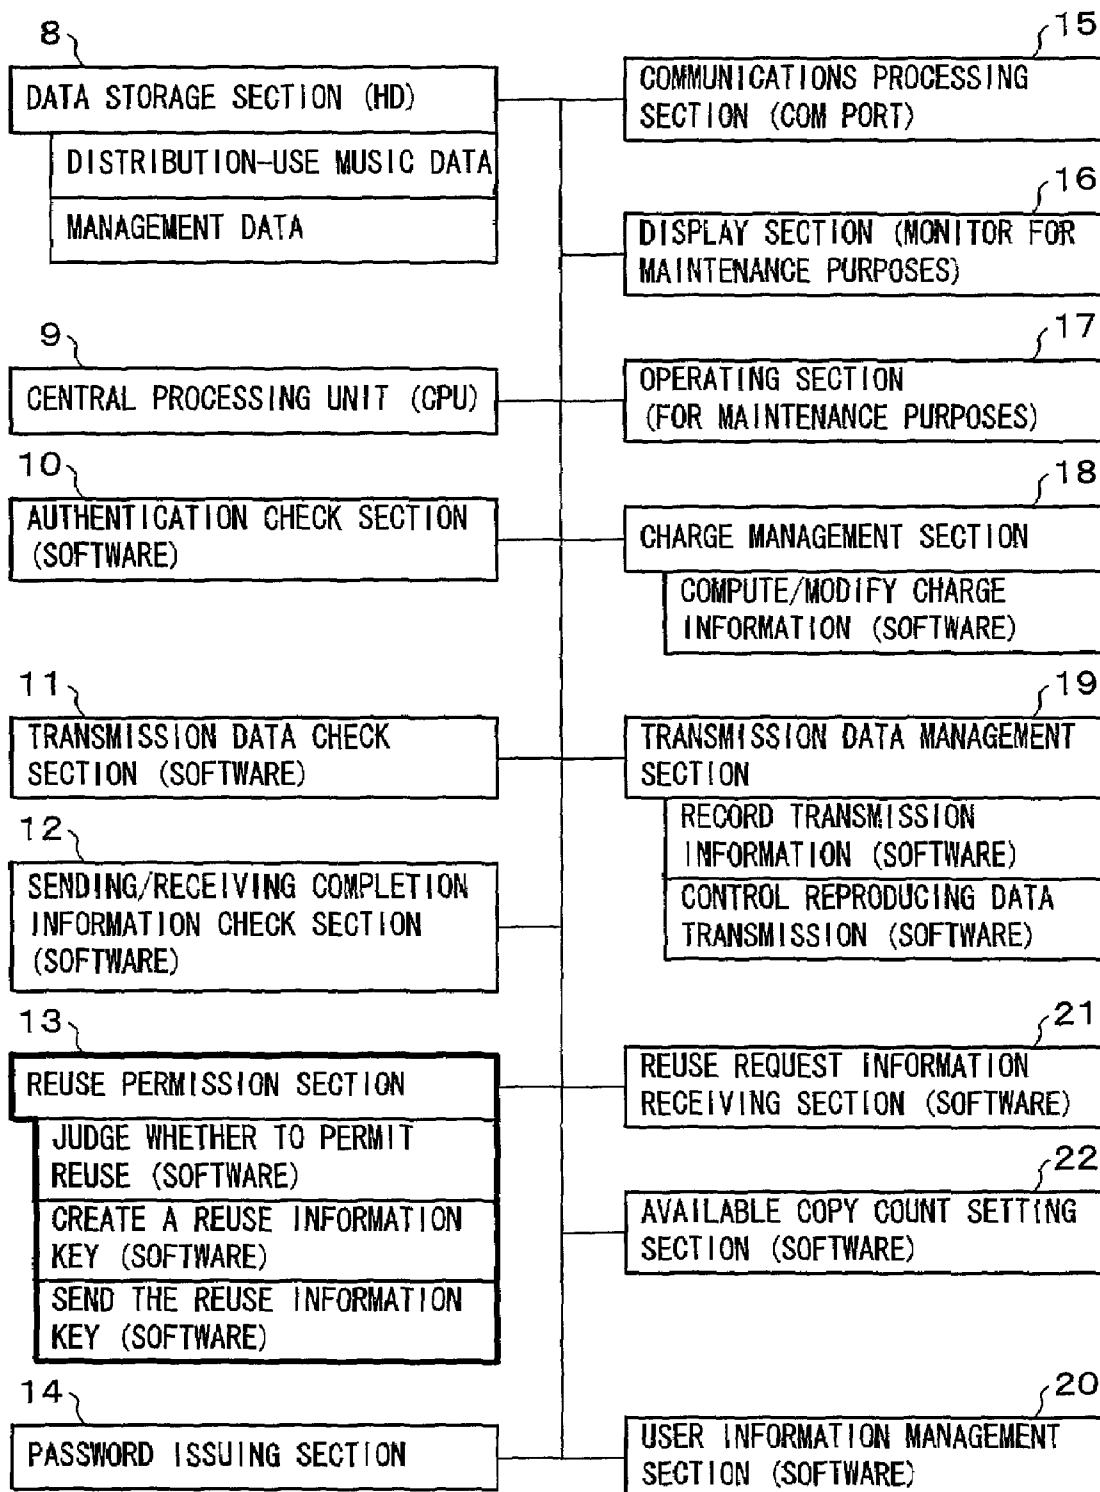 8
DATA STORAGE SECTION (HD)
DISTRIBUTION-USE MUSIC DATA
MANAGEMENT DATA
9
CENTRAL PROCESSING UNIT (CPU)
10
AUTHENTICATION CHECK SECTION
(SOFTWARE)
11
TRANSMISSION DATA CHECK
SECTION (SOFTWARE)
12
SENDING/RECEIVING COMPLETION
INFORMATION CHECK SECTION
(SOFTWARE)
13
REUSE PERMISSION SECTION
JUDGE WHETHER TO PERMIT
REUSE (SOFTWARE)
CREATE A REUSE INFORMATION
KEY (SOFTWARE)
SEND THE REUSE INFORMATION
KEY (SOFTWARE)
14
PASSWORD ISSUING SECTION
15
COMMUNICATIONS PROCESSING
SECTION (COM PORT)
16
DISPLAY SECTION (MONITOR FOR
MAINTENANCE PURPOSES)
17
OPERATING SECTION
(FOR MAINTENANCE PURPOSES)
18
CHARGE MANAGEMENT SECTION
COMPUTE/MODIFY CHARGE
INFORMATION (SOFTWARE)
19
TRANSMISSION DATA MANAGEMENT
SECTION
RECORD TRANSMISSION
INFORMATION (SOFTWARE)
CONTROL REPRODUCING DATA
TRANSMISSION (SOFTWARE)
21
REUSE REQUEST INFORMATION
RECEIVING SECTION (SOFTWARE)
22
AVAILABLE COPY COUNT SETTING
SECTION (SOFTWARE)
20
USER INFORMATION MANAGEMENT
SECTION (SOFTWARE)